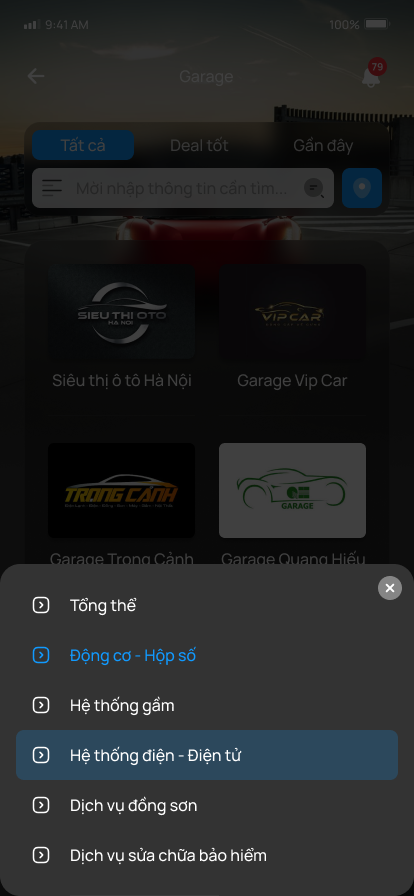 9:41 AM
100%
Garage
79
Tất cả
Deal tốt
Gần đây
Mời nhập thông tin cần tìm...
SIEU THI OTO
HA NOI
VIP CAR
Siêu thị ô tô Hà Nội
Garage Vip Car
TRONG CẢNH
QH
GARAGE
Garage Trọng Cảnh
Garage Quang Hiếu
Tổng thể
Động cơ - Hộp số
Hệ thống gầm
Hệ thống điện - Điện tử
Dịch vụ đồng sơn
Dịch vụ sửa chữa bảo hiểm